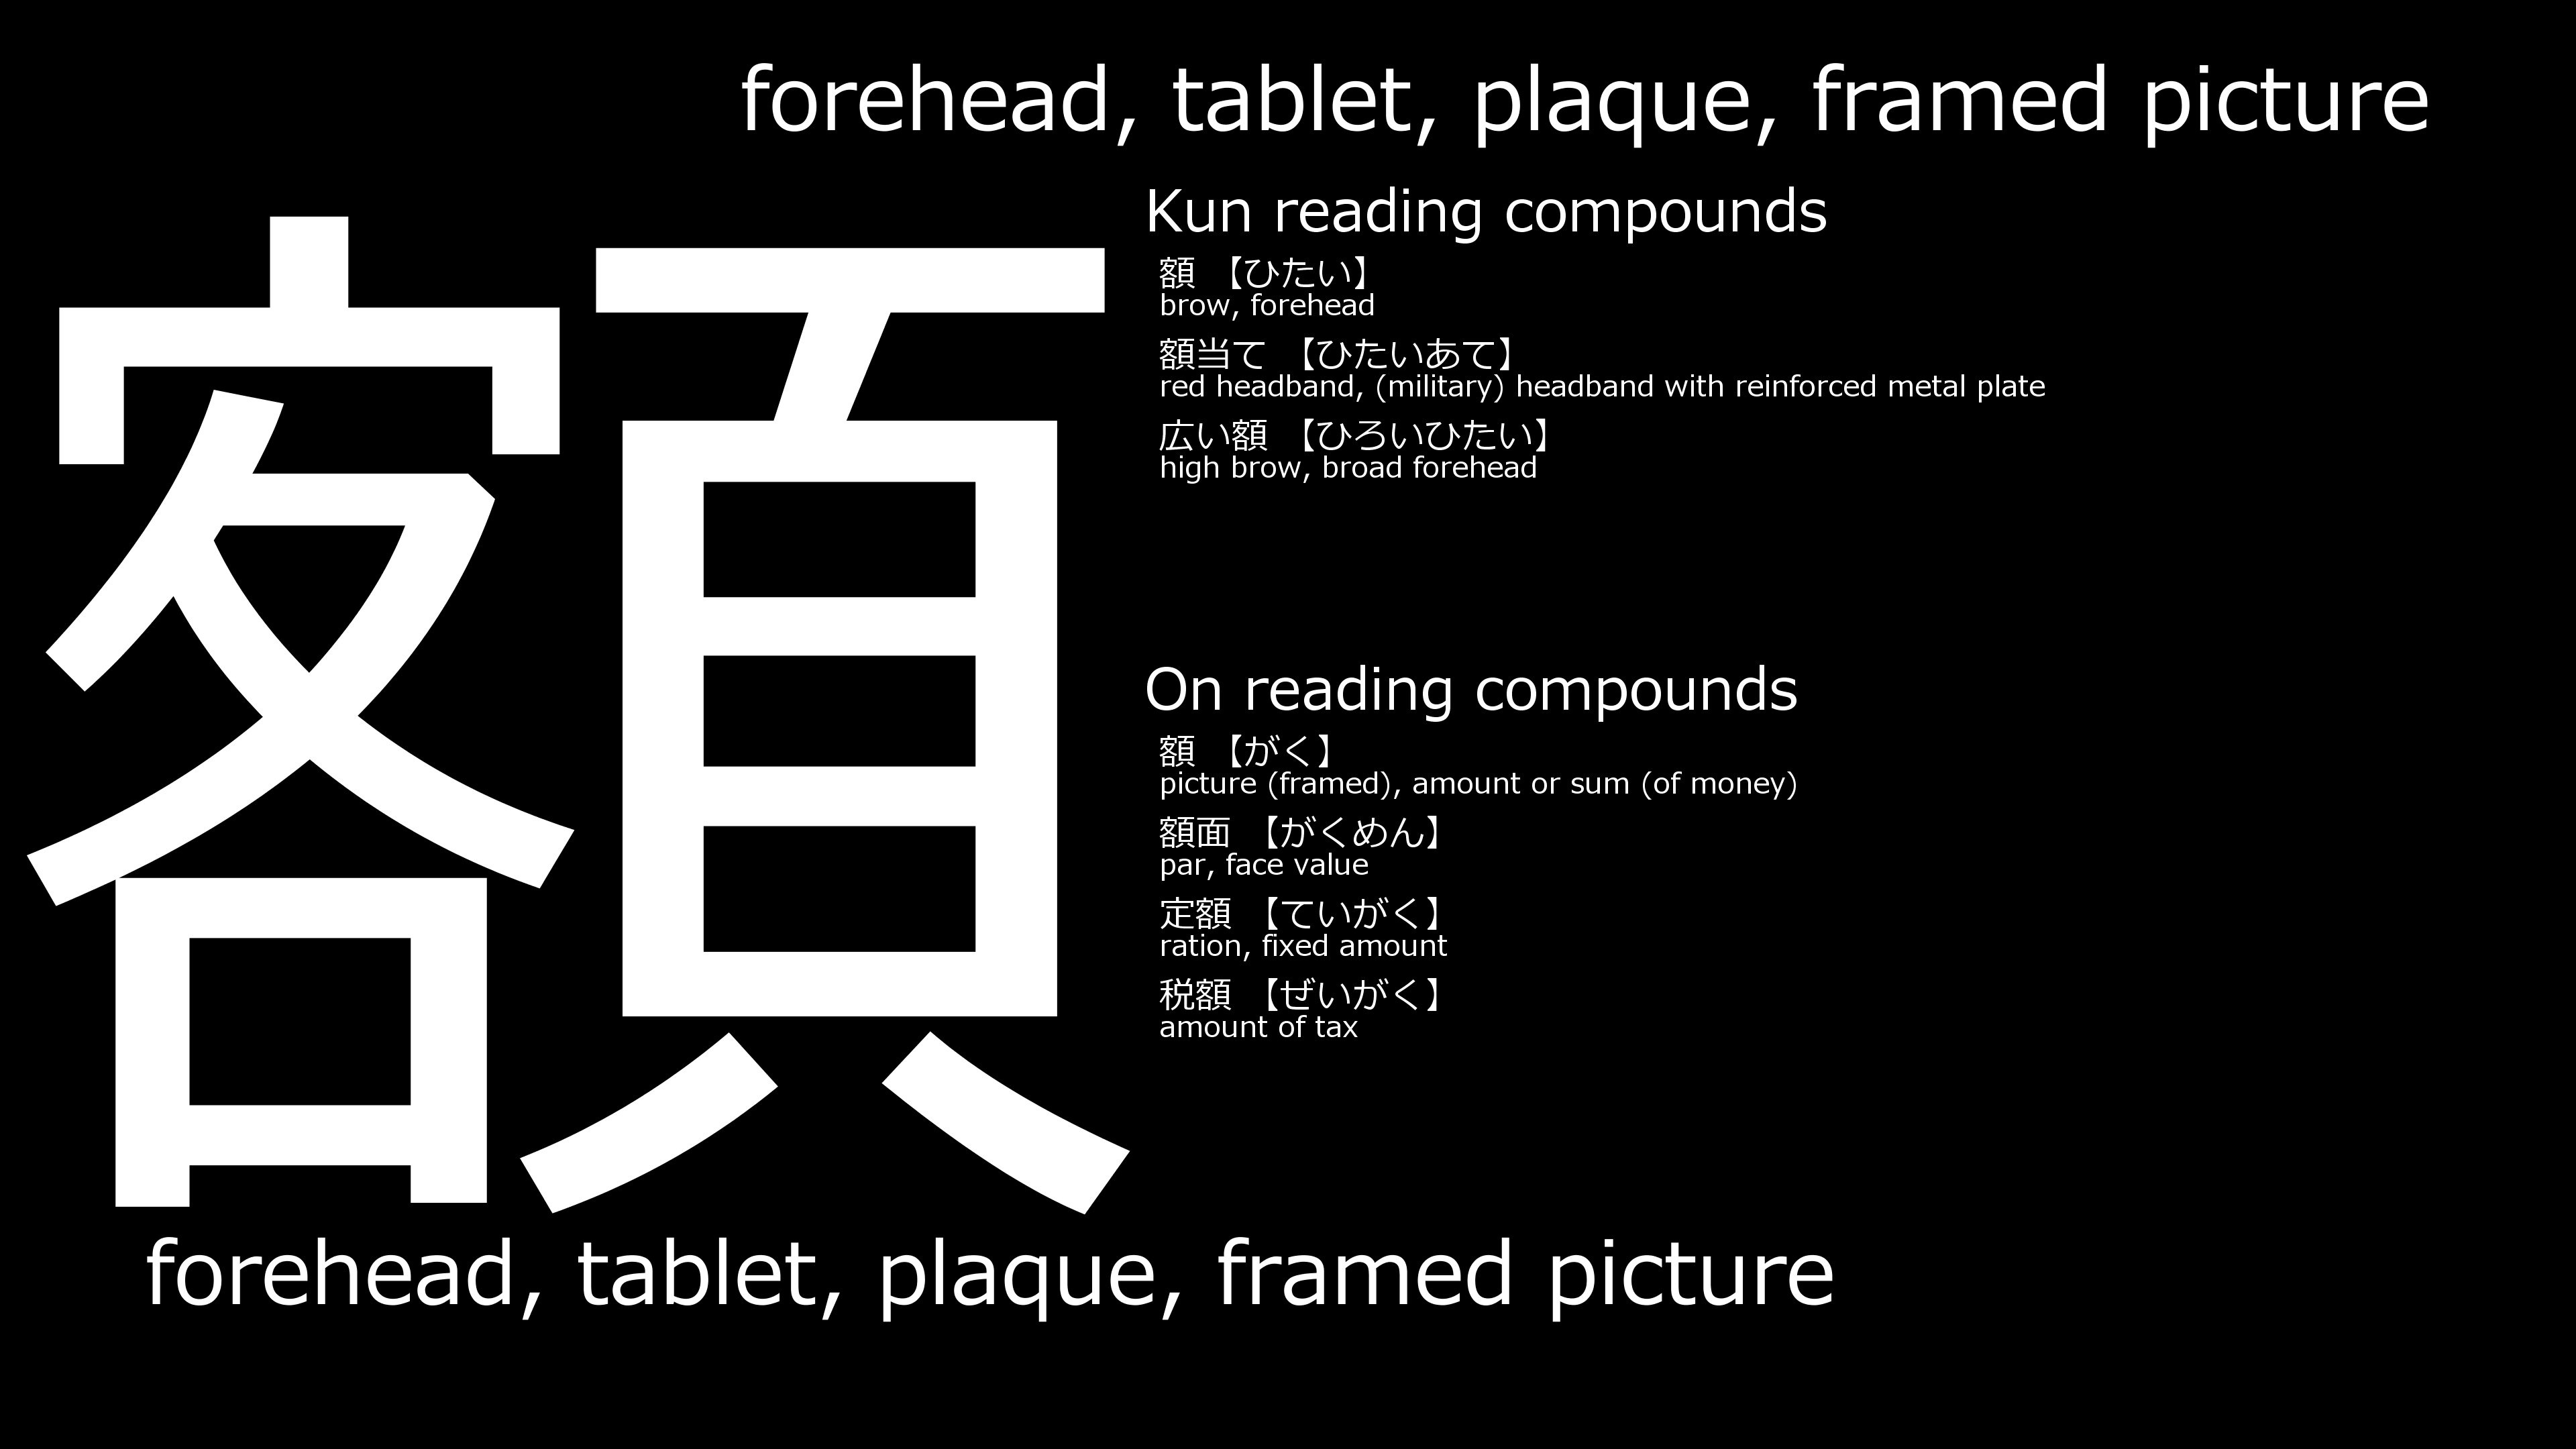 forehead, tablet, plaque, framed picture
額
Kun reading compounds
額 【ひたい】
brow, forehead
額当て 【ひたいあて】
red headband, (military) headband with reinforced metal plate
広い額 【ひろいひたい】
high brow, broad forehead
On reading compounds
額 【がく】
picture (framed), amount or sum (of money)
額面 【がくめん】
par, face value
定額 【ていがく】
ration, fixed amount
税額 【ぜいがく】
amount of tax
forehead, tablet, plaque, framed picture